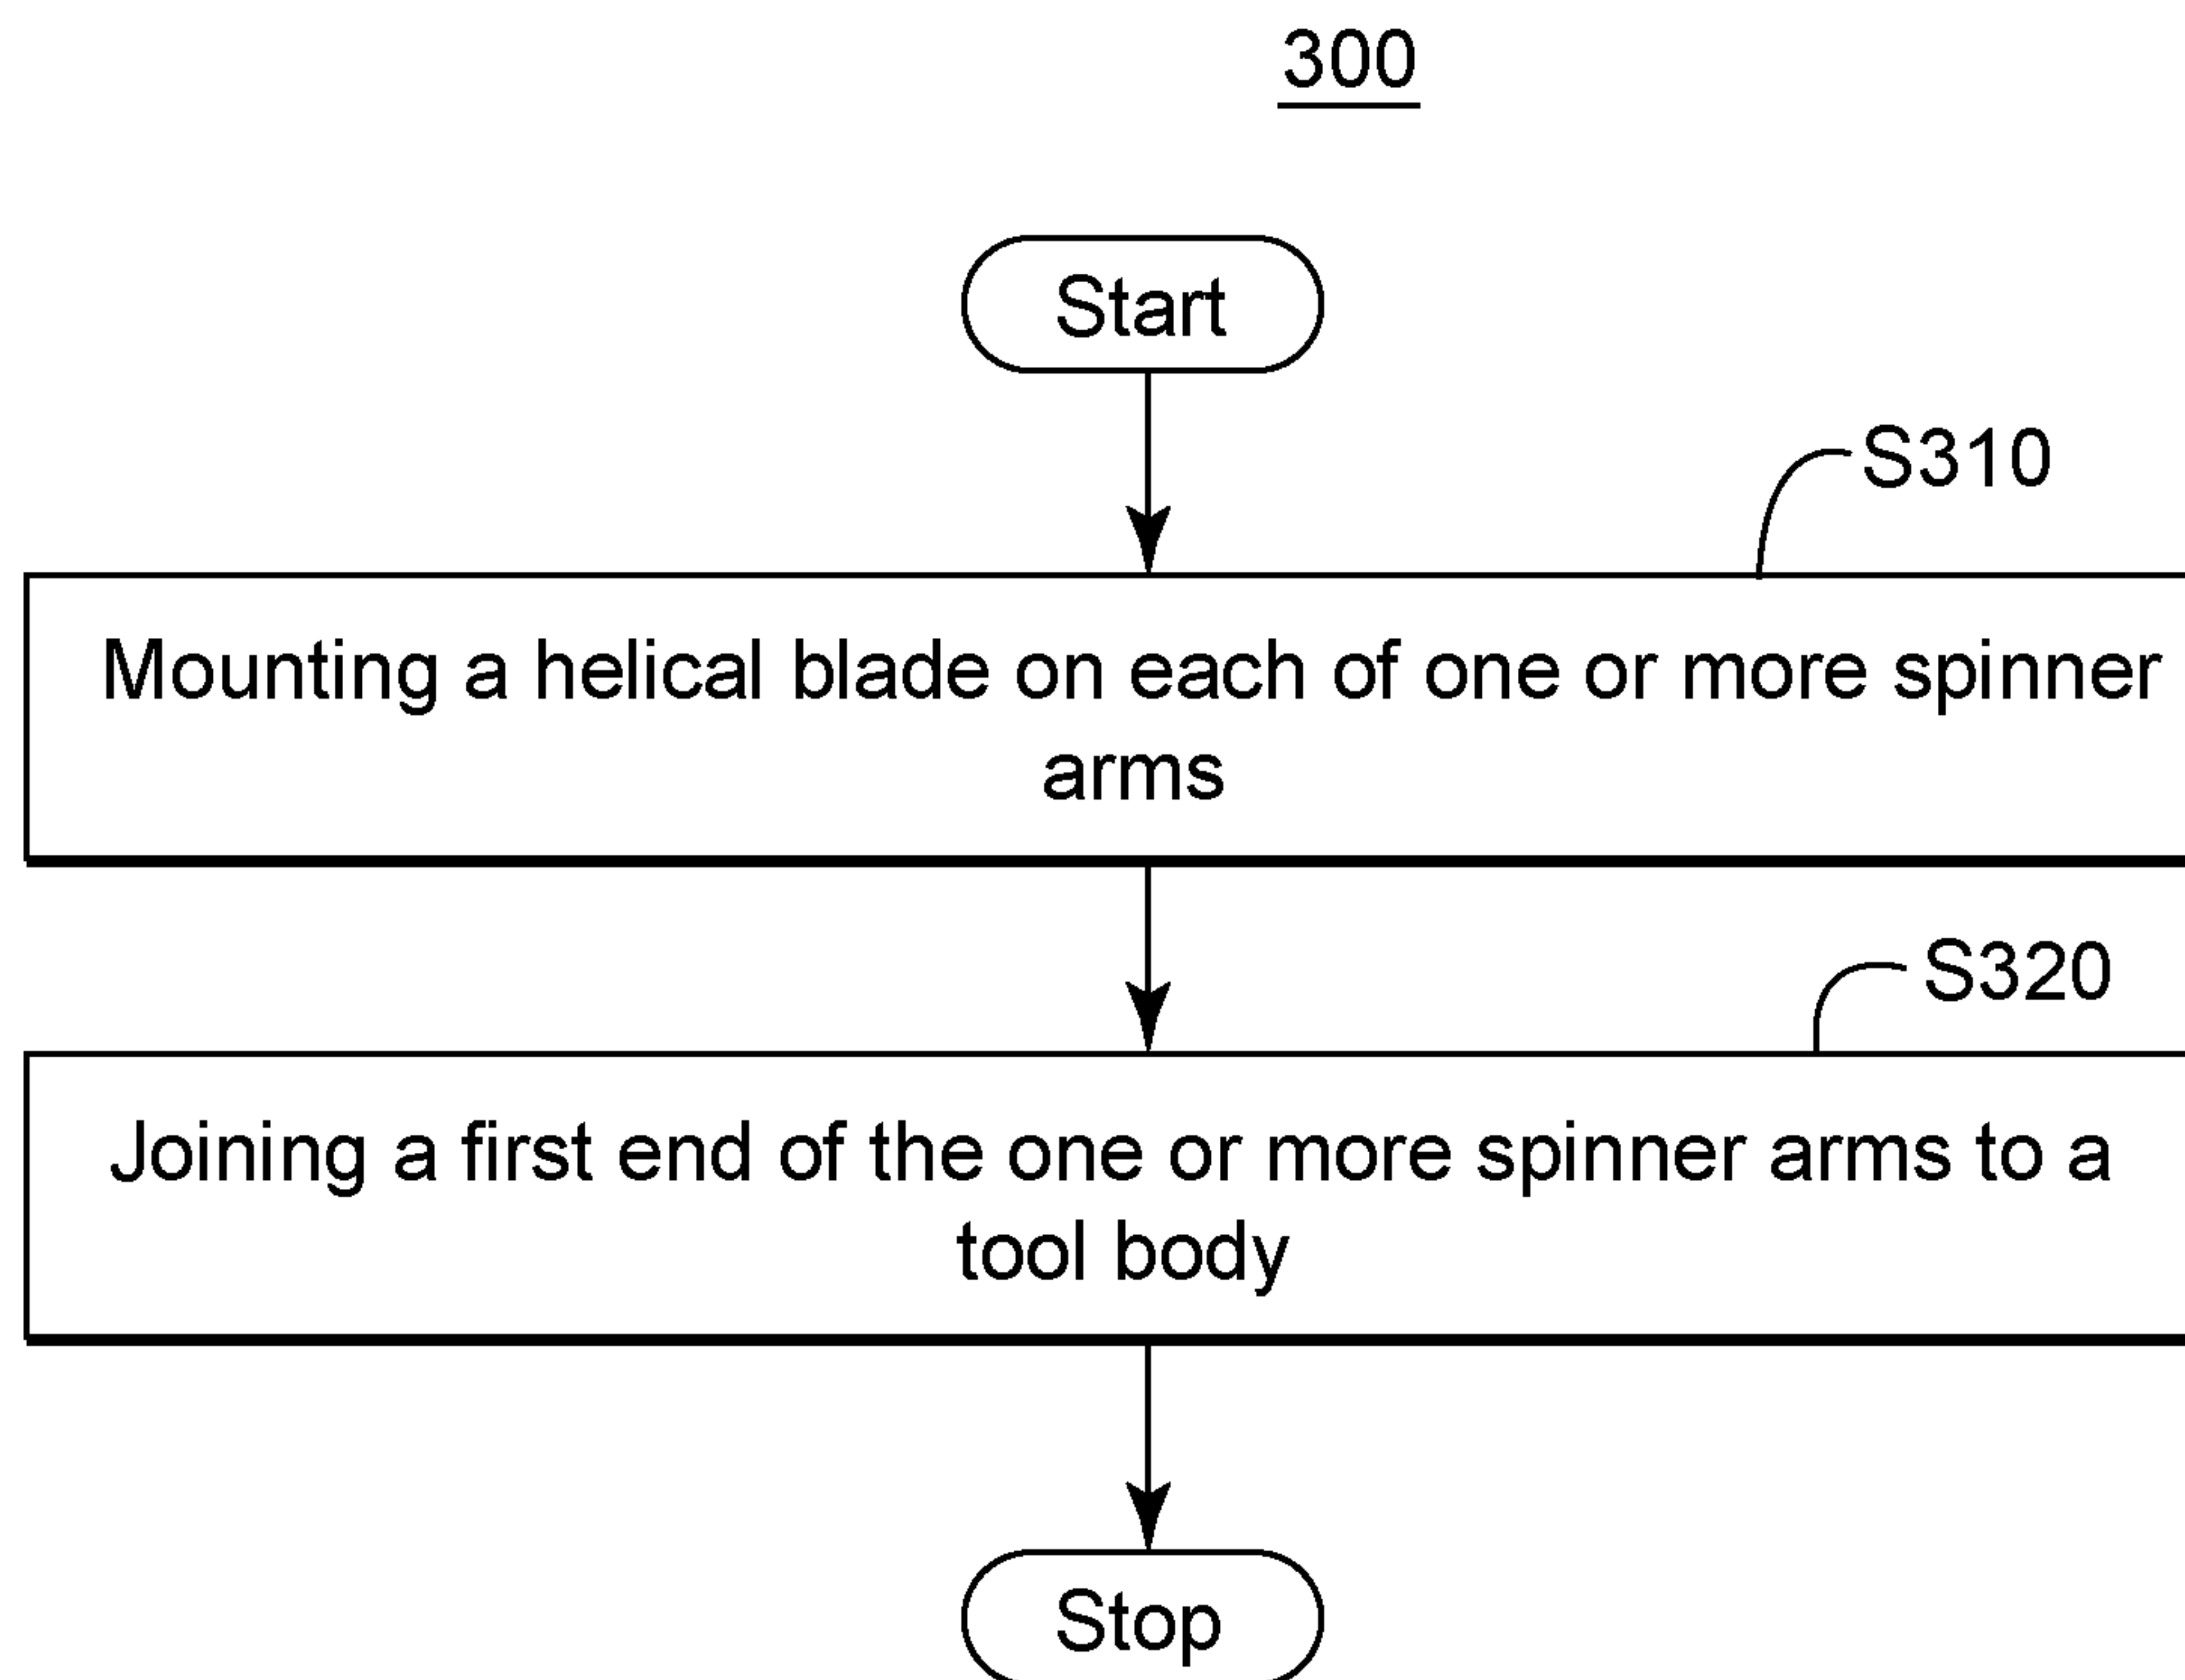 300
Start
S310
Mounting a helical blade on each of one or more spinner
arms
S320
Joining a first end of the one or more spinner arms to a
tool body
Stop